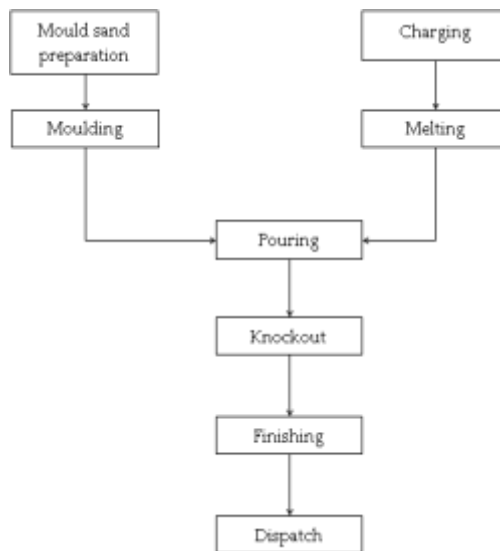 Mould sand
preparation
Charging
Moulding
Melting
Pouring
Knockout
Finishing
Dispatch